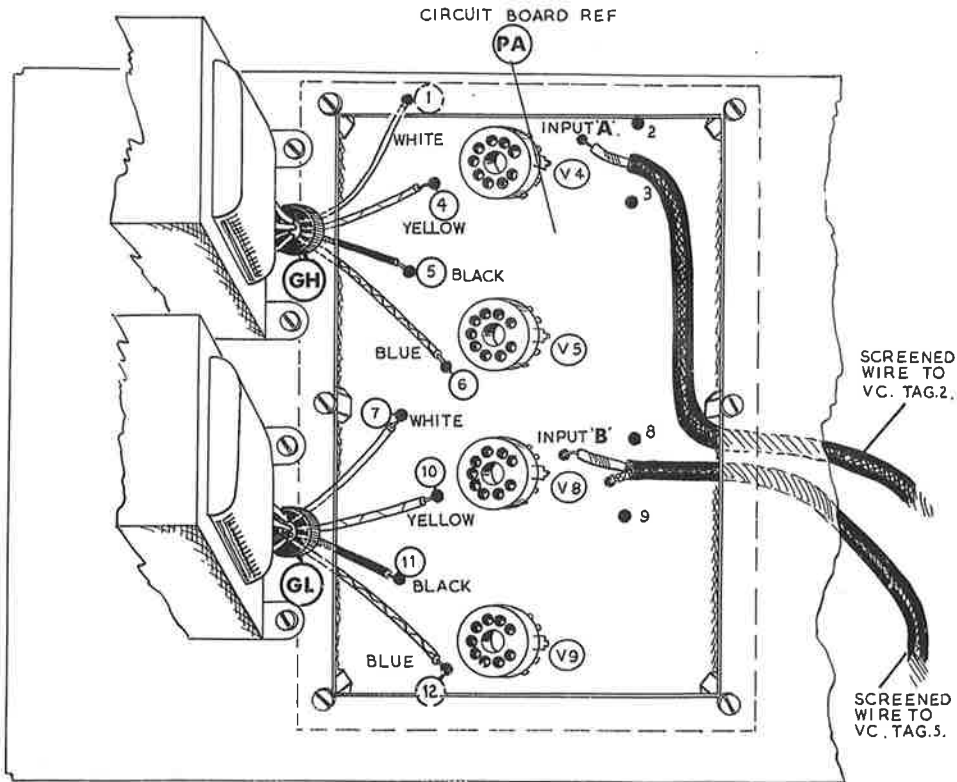 CIRCUIT BOARD REF
PA
1
WHITE
INPUT 'A'.
2
V4
4
3
YELLOW
GH
5
BLACK
V5
BLUE
6
SCREENED
WIRE TO
VC. TAG.2.
7
WHITE
INPUT 'B'
8
10
V8
YELLOW
9
11
GL
BLACK
BLUE
V9
12
SCREENED
WIRE TO
VC. TAG.5.